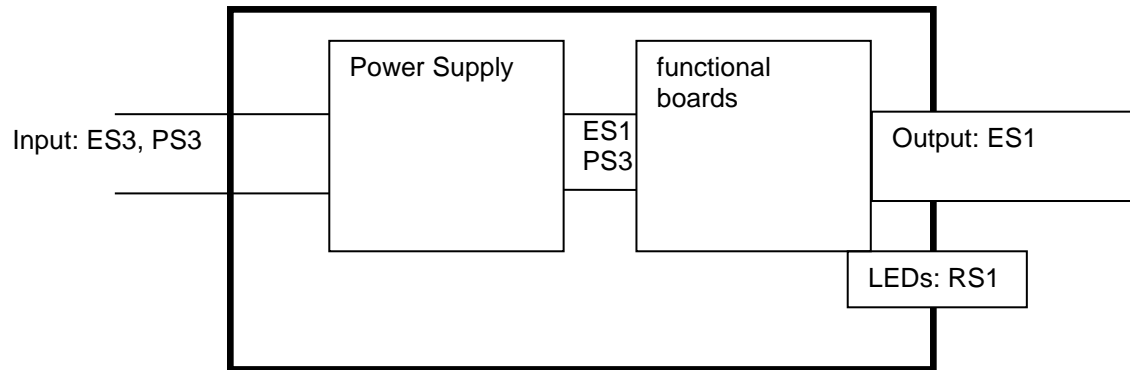 Power Supply
functional
boards
Input: ES3, PS3
ES1
PS3
Output: ES1
LEDs: RS1